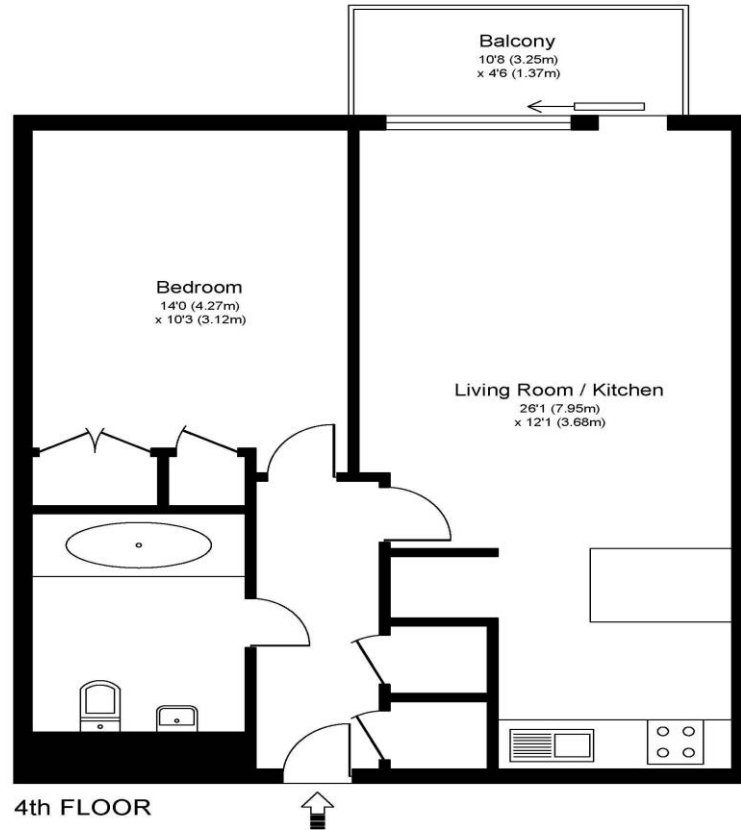 Balcony
10'8 (3.25m)
x 4'6 (1.37m)
Bedroom
14'0 (4.27m)
x 10'3 (3.12m)
Living Room / Kitchen
26'1 (7.95m)
x 12'1 (3.68m)
4th FLOOR